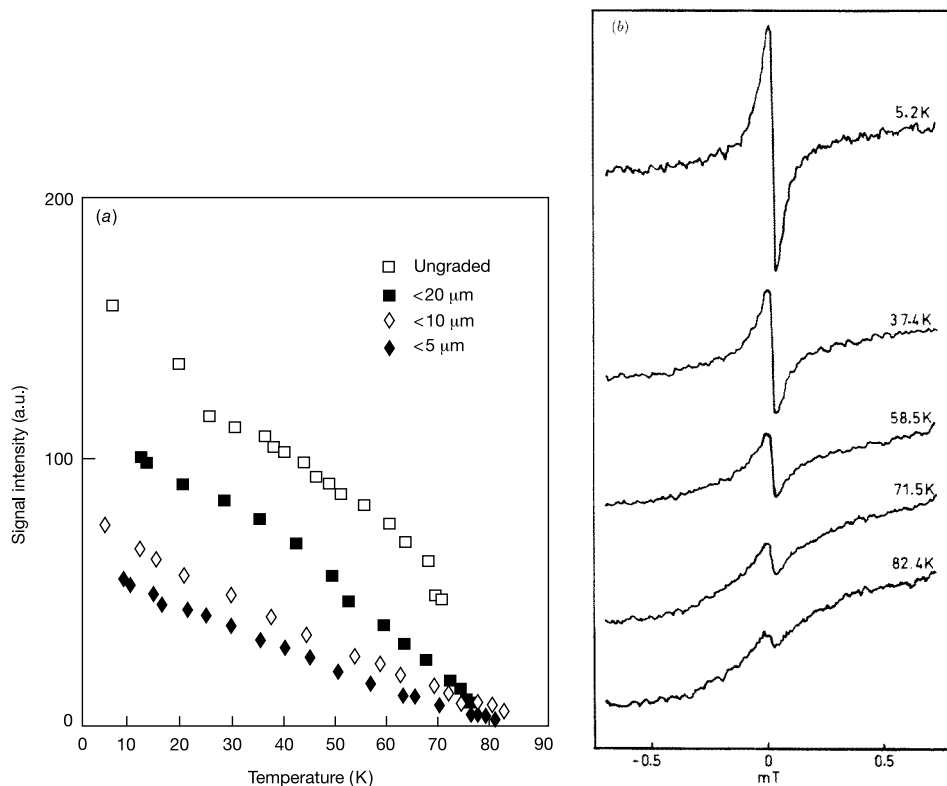 (a)
200
100
0
Signal intensity (a.u.)
Ungraded
<20 μm
<10 μm
<5 μm
0 10 20 30 40 50 60 70 80 90
Temperature (K)
(b)
5.2K
37.4K
58.5K
71.5K
82.4K
-0.5 0 0.5
mT